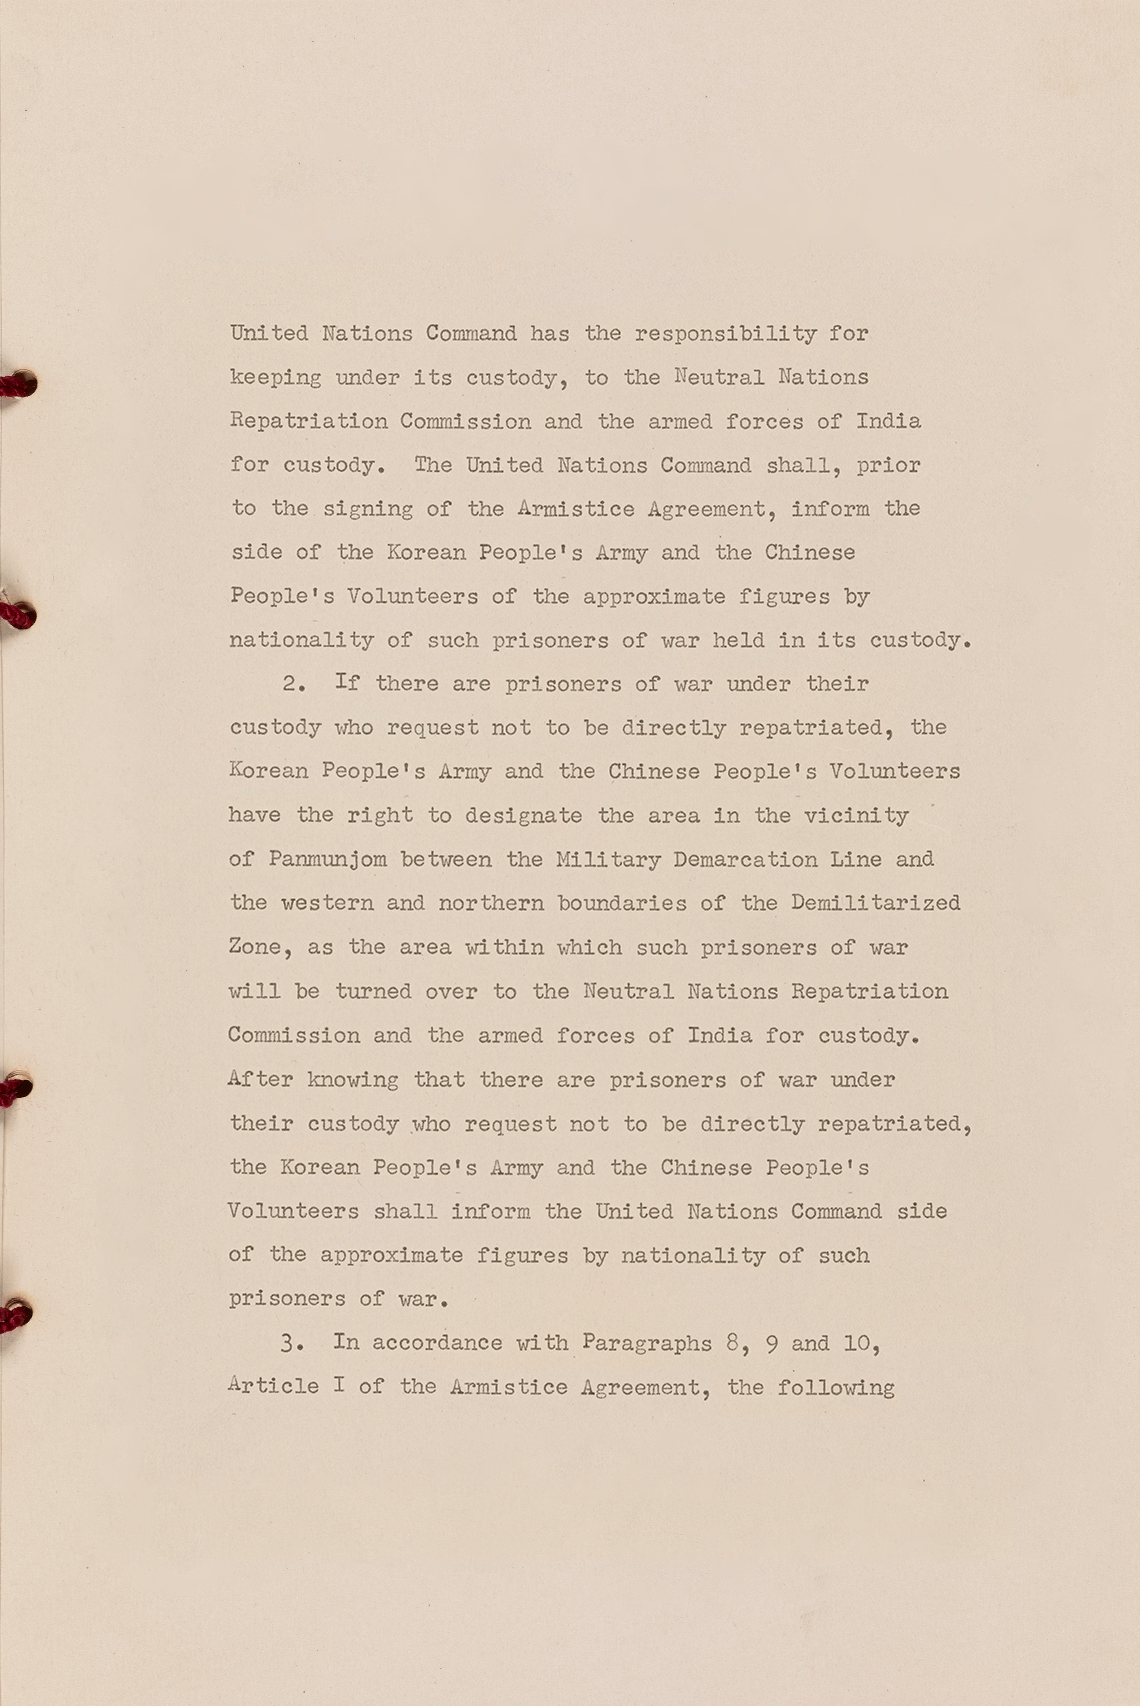 United Nations Command has the responsibility for
keeping under its custody, to the Neutral Nations
Repatriation Commission and the armed forces of India
for custody.  The United Nations Command shall, prior
to the signing of the Armistice Agreement, inform the
side of the Korean People's Army and the Chinese
People's Volunteers of the approximate figures by
nationality of such prisoners of war held in its custody.
2.  If there are prisoners of war under their
custody who request not to be directly repatriated, the
Korean People's Army and the Chinese People's Volunteers
have the right to designate the area in the vicinity
of Panmunjom between the Military Demarcation Line and
the western and northern boundaries of the Demilitarized
Zone, as the area within which such prisoners of war
will be turned over to the Neutral Nations Repatriation
Commission and the armed forces of India for custody.
After knowing that there are prisoners of war under
their custody who request not to be directly repatriated,
the Korean People's Army and the Chinese People's
Volunteers shall inform the United Nations Command side
of the approximate figures by nationality of such
prisoners of war.
3.  In accordance with Paragraphs 8, 9 and 10,
Article I of the Armistice Agreement, the following